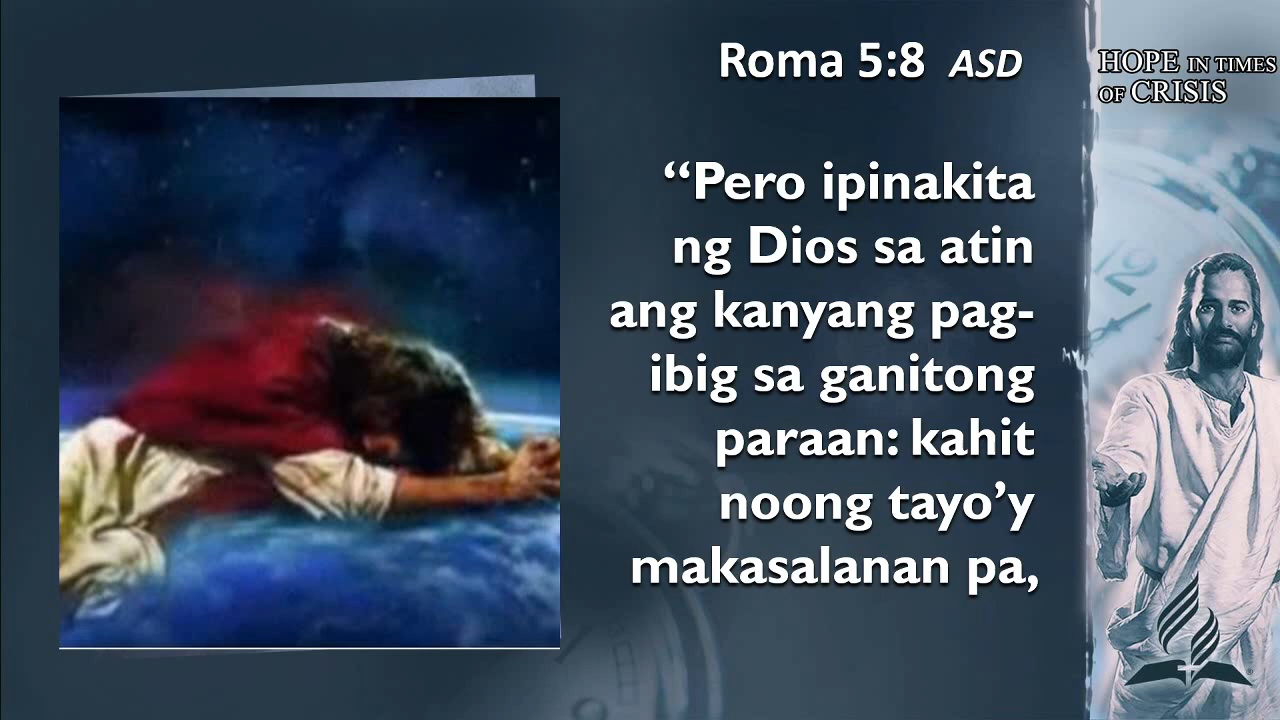 Roma 5:8 ASD
HOPE IN TIMES
OF CRISIS
“Pero ipinakita
ng Dios sa atin
ang kanyang pag-
ibig sa ganitong
paraan: kahit
noong tayo’y
makasalanan pa,